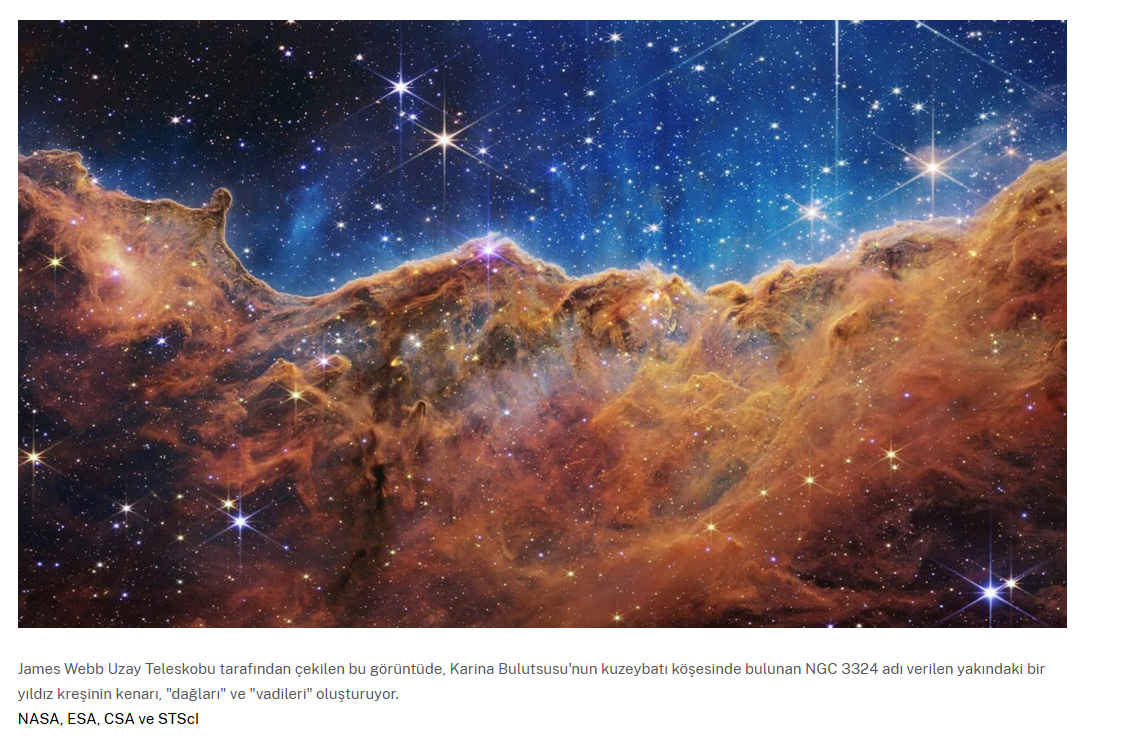 James Webb Uzay Teleskobu tarafından çekilen bu görüntüde, Karina Bulutsusu'nun kuzeybatı köşesinde bulunan NGC 3324 adı verilen yakındaki bir
yıldız kreşinin kenarı, "dağları" ve "vadileri" oluşturuyor.
NASA, ESA, CSA ve STScI